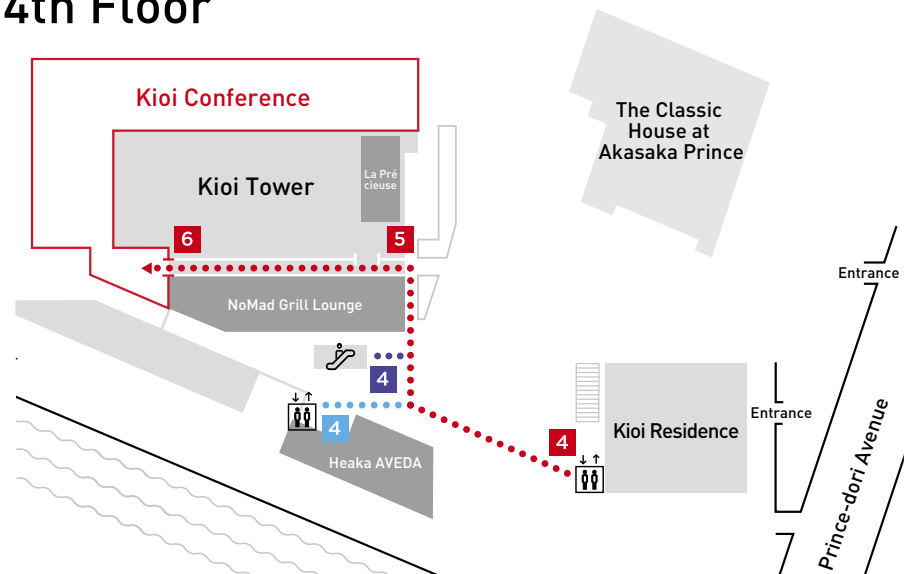 4th Floor
Kioi Conference
The Classic
House at
Akasaka Prince
La Pré
cieuse
Kioi Tower
6
5
Entrance
NoMad Grill Lounge
4
Entrance
4
Kioi Residence
4
Heaka AVEDA
Prince-dori Avenue